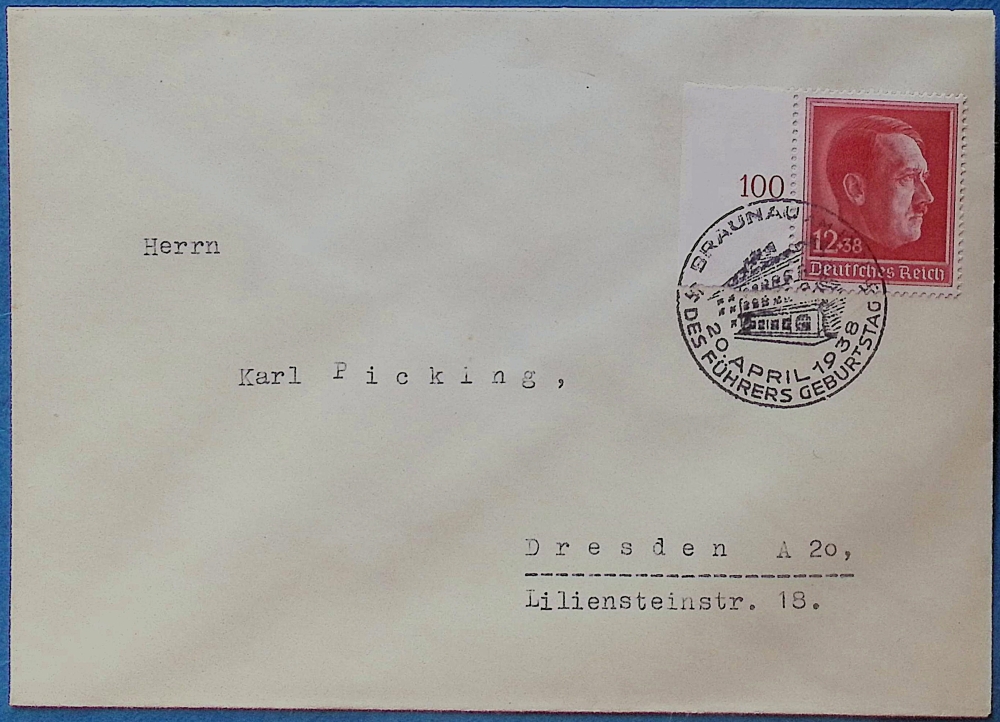 100
12+38
Deutsches Reich
BRAUNAU
20. APRIL 1938
DES FÜHRERS GEBURTSTAG
Herrn
Karl Picking,
Dresden A 20,
Liliensteinstr. 18.